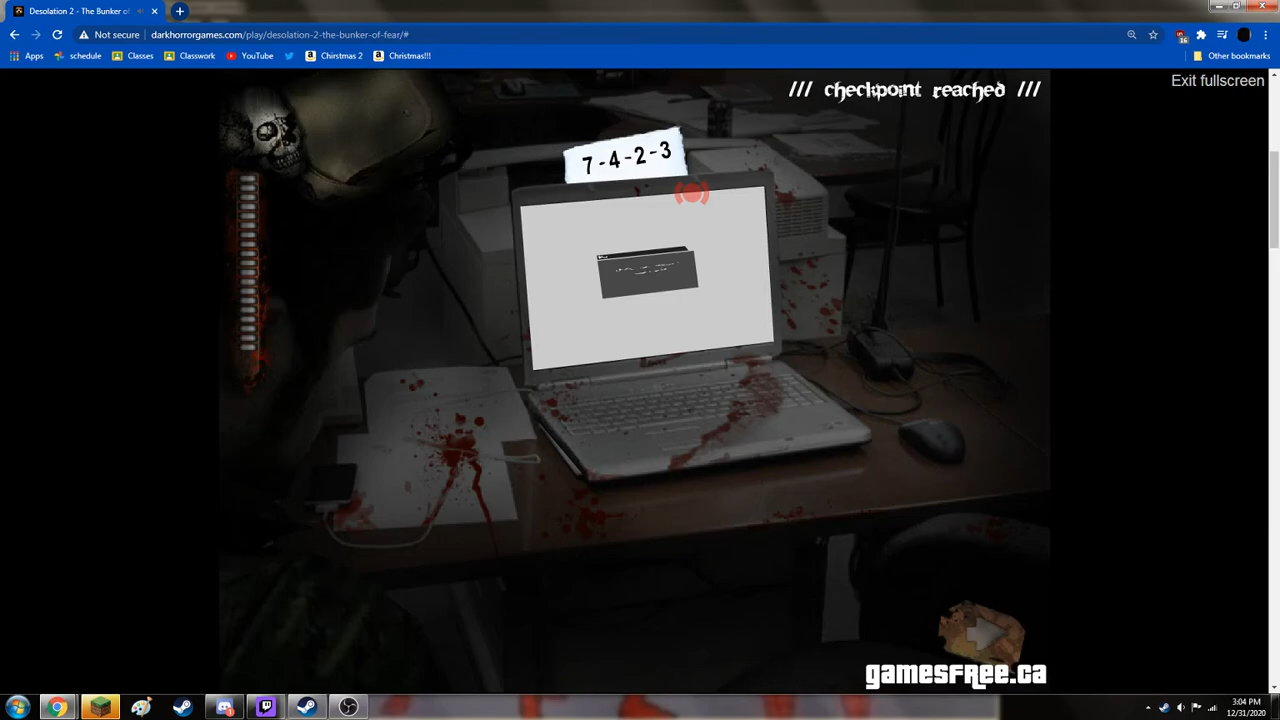 Desolation 2 - The Bunker of
Not secure
darkhorrorgames.com/play/desolation-2-the-bunker-of-fear/#
16
Apps schedule Classes Classwork YouTube Christmas 2 Christmas!!! Other bookmarks
/// checkpoint reached ///
Exit fullscreen
7-4-2-3
gamesfree.ca
3:04 PM
12/31/2020